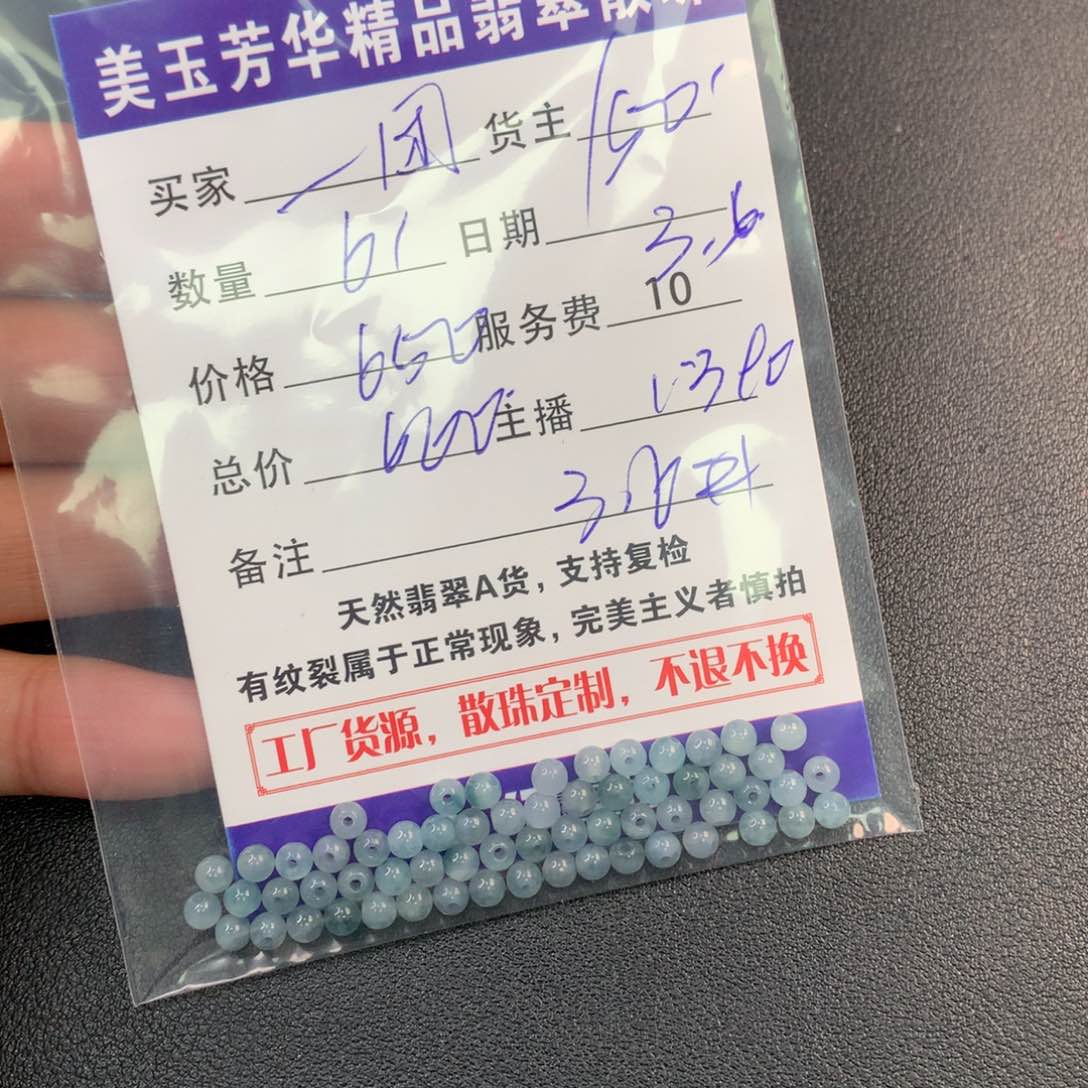 美玉芳华精品翡翠散珠
买家 一团 货主 150
数量 61 日期 3.6
价格 650 服务费 10
总价 主播
备注
天然翡翠A货，支持复检
有纹裂属于正常现象，完美主义者慎拍
工厂货源，散珠定制，不退不换